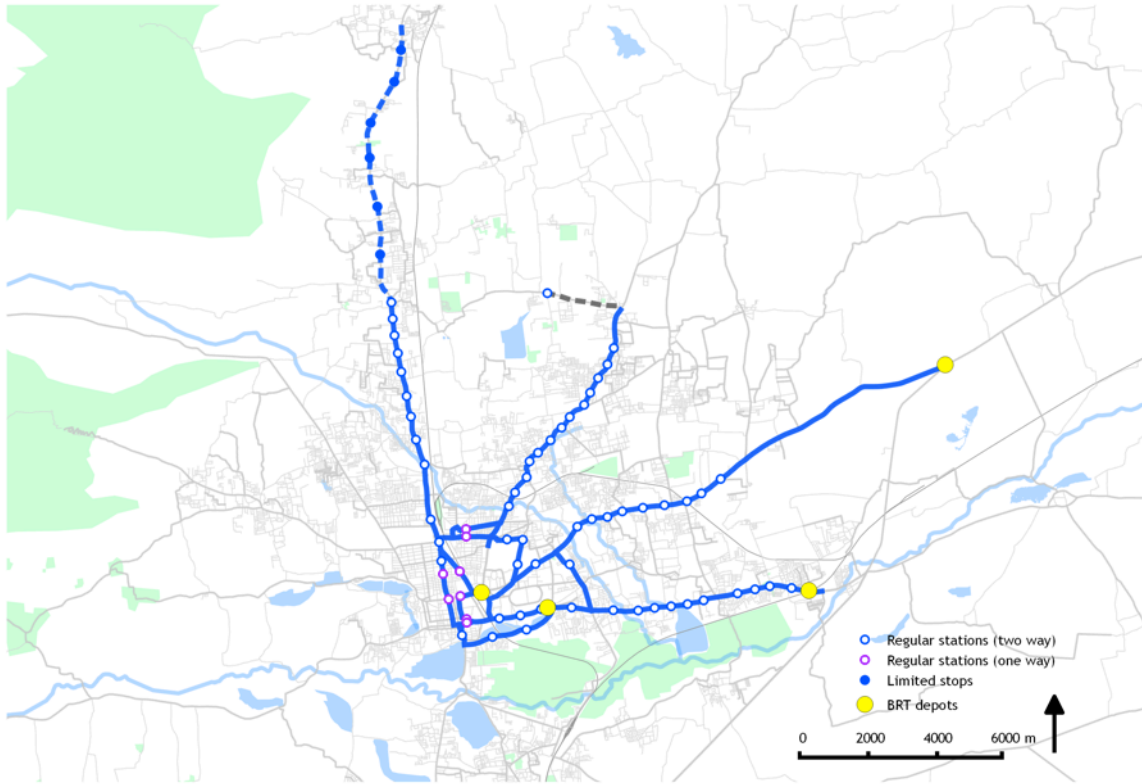 Regular stations (two way)
Regular stations (one way)
Limited stops
BRT depots
0 2000 4000 6000 m